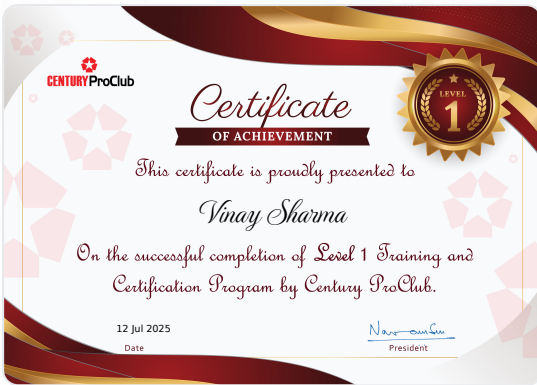 CENTURY ProClub
LEVEL
1
Certificate
OF ACHIEVEMENT
This certificate is proudly presented to
Vinay Sharma
On the successful completion of Level 1 Training and
Certification Program by Century ProClub.
12 Jul 2025
Date
President